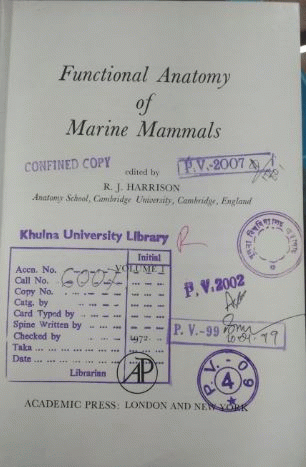 Functional Anatomy
of
Marine Mammals
CONFINED COPY
P.V.-2007
edited by
R. J. HARRISON
Anatomy School, Cambridge University, Cambridge, England
Khulna University Library
Initial
Accn. No.
VOLUME 1
Call No.
Copy No.
Catg. by
Card Typed by
Spine Written by
Checked by
1972
Taka
Date
Librarian
P.V.2002
P.V.-99
AP
P.V.-09
4
ACADEMIC PRESS: LONDON AND NEW YORK